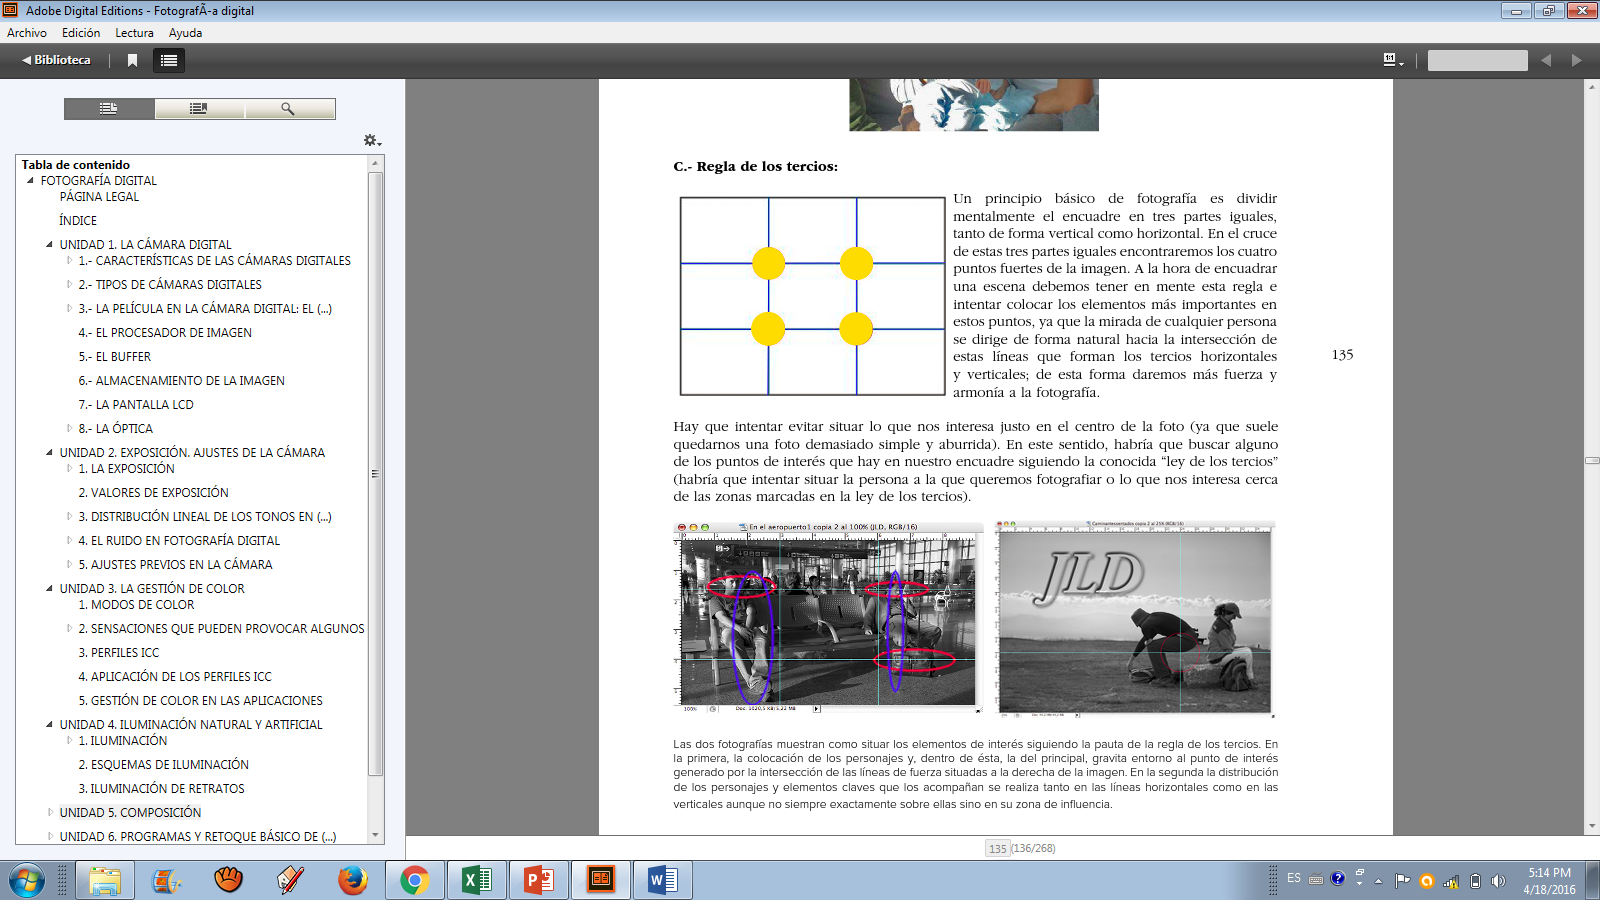 Adobe Digital Editions - FotografÃ-a digital
Archivo Edición Lectura Ayuda
Biblioteca
Tabla de contenido
FOTOGRAFÍA DIGITAL
PÁGINA LEGAL
ÍNDICE
UNIDAD 1. LA CÁMARA DIGITAL
1.- CARACTERÍSTICAS DE LAS CÁMARAS DIGITALES
2.- TIPOS DE CÁMARAS DIGITALES
3.- LA PELÍCULA EN LA CÁMARA DIGITAL: EL (...)
4.- EL PROCESADOR DE IMAGEN
5.- EL BUFFER
6.- ALMACENAMIENTO DE LA IMAGEN
7.- LA PANTALLA LCD
8.- LA ÓPTICA
UNIDAD 2. EXPOSICIÓN. AJUSTES DE LA CÁMARA
1. LA EXPOSICIÓN
2. VALORES DE EXPOSICIÓN
3. DISTRIBUCIÓN LINEAL DE LOS TONOS EN (...)
4. EL RUIDO EN FOTOGRAFÍA DIGITAL
5. AJUSTES PREVIOS EN LA CÁMARA
UNIDAD 3. LA GESTIÓN DE COLOR
1. MODOS DE COLOR
2. SENSACIONES QUE PUEDEN PROVOCAR ALGUNOS
3. PERFILES ICC
4. APLICACIÓN DE LOS PERFILES ICC
5. GESTIÓN DE COLOR EN LAS APLICACIONES
UNIDAD 4. ILUMINACIÓN NATURAL Y ARTIFICIAL
1. ILUMINACIÓN
2. ESQUEMAS DE ILUMINACIÓN
3. ILUMINACIÓN DE RETRATOS
UNIDAD 5. COMPOSICIÓN
UNIDAD 6. PROGRAMAS Y RETOQUE BÁSICO DE (...)
C.- Regla de los tercios:
Un principio básico de fotografía es dividir
mentalmente el encuadre en tres partes iguales,
tanto de forma vertical como horizontal. En el cruce
de estas tres partes iguales encontraremos los cuatro
puntos fuertes de la imagen. A la hora de encuadrar
una escena debemos tener en mente esta regla e
intentar colocar los elementos más importantes en
estos puntos, ya que la mirada de cualquier persona
se dirige de forma natural hacia la intersección de
estas líneas que forman los tercios horizontales
y verticales; de esta forma daremos más fuerza y
armonía a la fotografía.
135
Hay que intentar evitar situar lo que nos interesa justo en el centro de la foto (ya que suele
quedarnos una foto demasiado simple y aburrida). En este sentido, habría que buscar alguno
de los puntos de interés que hay en nuestro encuadre siguiendo la conocida “ley de los tercios”
(habría que intentar situar la persona a la que queremos fotografiar o lo que nos interesa cerca
de las zonas marcadas en la ley de los tercios).
En el aeropuerto1 copia 2 al 100% (JLD, RGB/16)
Caminantessentados copia 2 al 25% (RGB/16)
JLD
100%
Las dos fotografías muestran como situar los elementos de interés siguiendo la pauta de la regla de los tercios. En
la primera, la colocación de los personajes y, dentro de ésta, la del principal, gravita entorno al punto de interés
generado por la intersección de las líneas de fuerza situadas a la derecha de la imagen. En la segunda la distribución
de los personajes y elementos claves que los acompañan se realiza tanto en las líneas horizontales como en las
verticales aunque no siempre exactamente sobre ellas sino en su zona de influencia.
135 (136/268)
ES
5:14 PM
4/18/2016